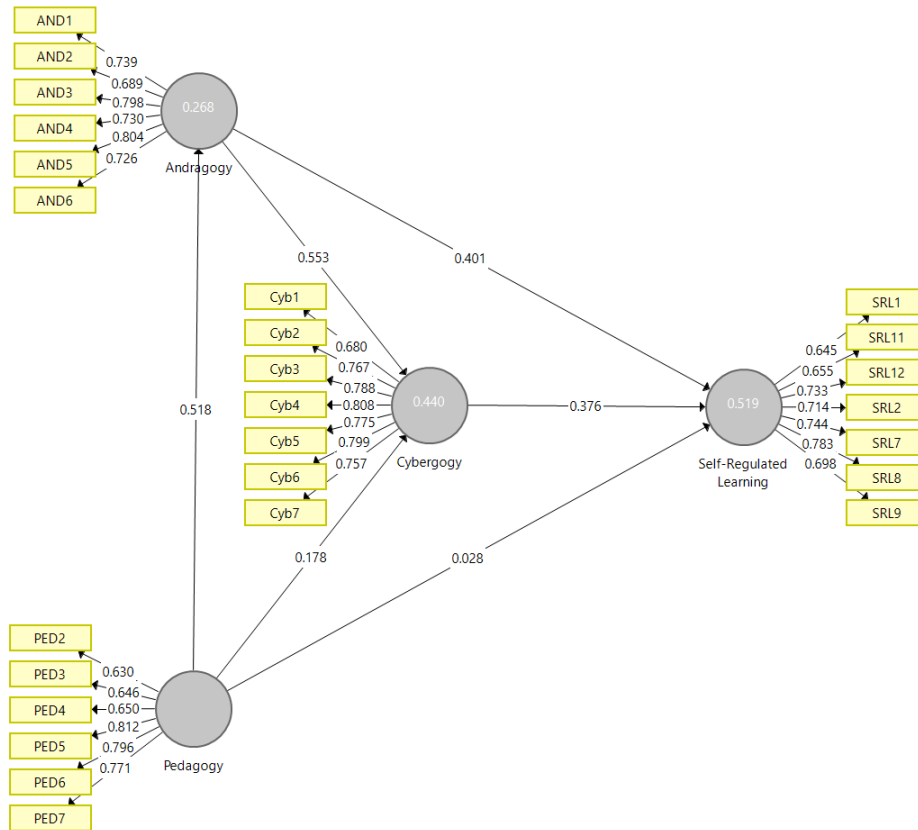 AND1
AND2
AND3
AND4
AND5
AND6
0.739
0.689
0.798
0.730
0.804
0.726
0.268
Andragogy
0.553
0.401
0.518
Cyb1
Cyb2
Cyb3
Cyb4
Cyb5
Cyb6
Cyb7
0.680
0.767
0.788
0.808
0.775
0.799
0.757
0.440
Cybergogy
0.376
0.519
Self-Regulated
Learning
0.645
0.655
0.733
0.714
0.744
0.783
0.698
SRL1
SRL11
SRL12
SRL2
SRL7
SRL8
SRL9
0.178
0.028
PED2
PED3
PED4
PED5
PED6
PED7
0.630
0.646
0.650
0.812
0.796
0.771
Pedagogy